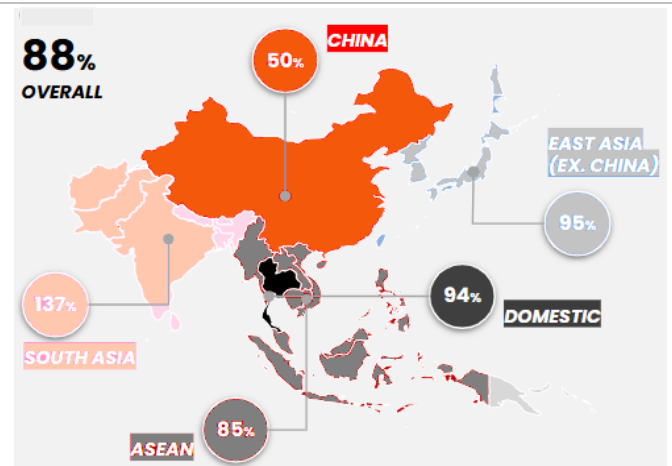 88%
OVERALL
50%
CHINA
EAST ASIA
(EX. CHINA)
95%
137%
SOUTH ASIA
94%
DOMESTIC
85%
ASEAN